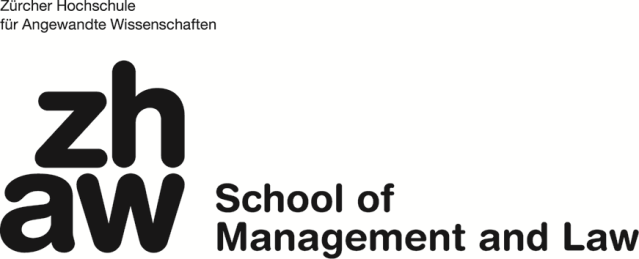 Zürcher Hochschule
für Angewandte Wissenschaften
zh
aw
School of
Management and Law